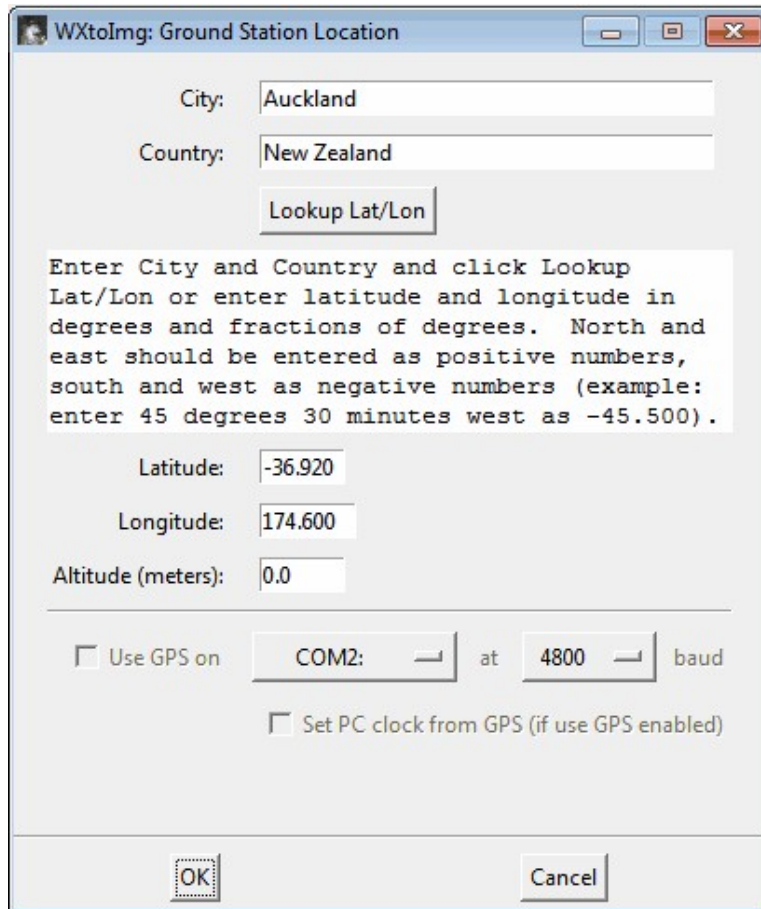 WXtoImg: Ground Station Location
City: Auckland
Country: New Zealand
Lookup Lat/Lon
Enter City and Country and click Lookup
Lat/Lon or enter latitude and longitude in
degrees and fractions of degrees.  North and
east should be entered as positive numbers,
south and west as negative numbers (example:
enter 45 degrees 30 minutes west as -45.500).
Latitude: -36.920
Longitude: 174.600
Altitude (meters): 0.0
Use GPS on COM2: at 4800 baud
Set PC clock from GPS (if use GPS enabled)
OK Cancel